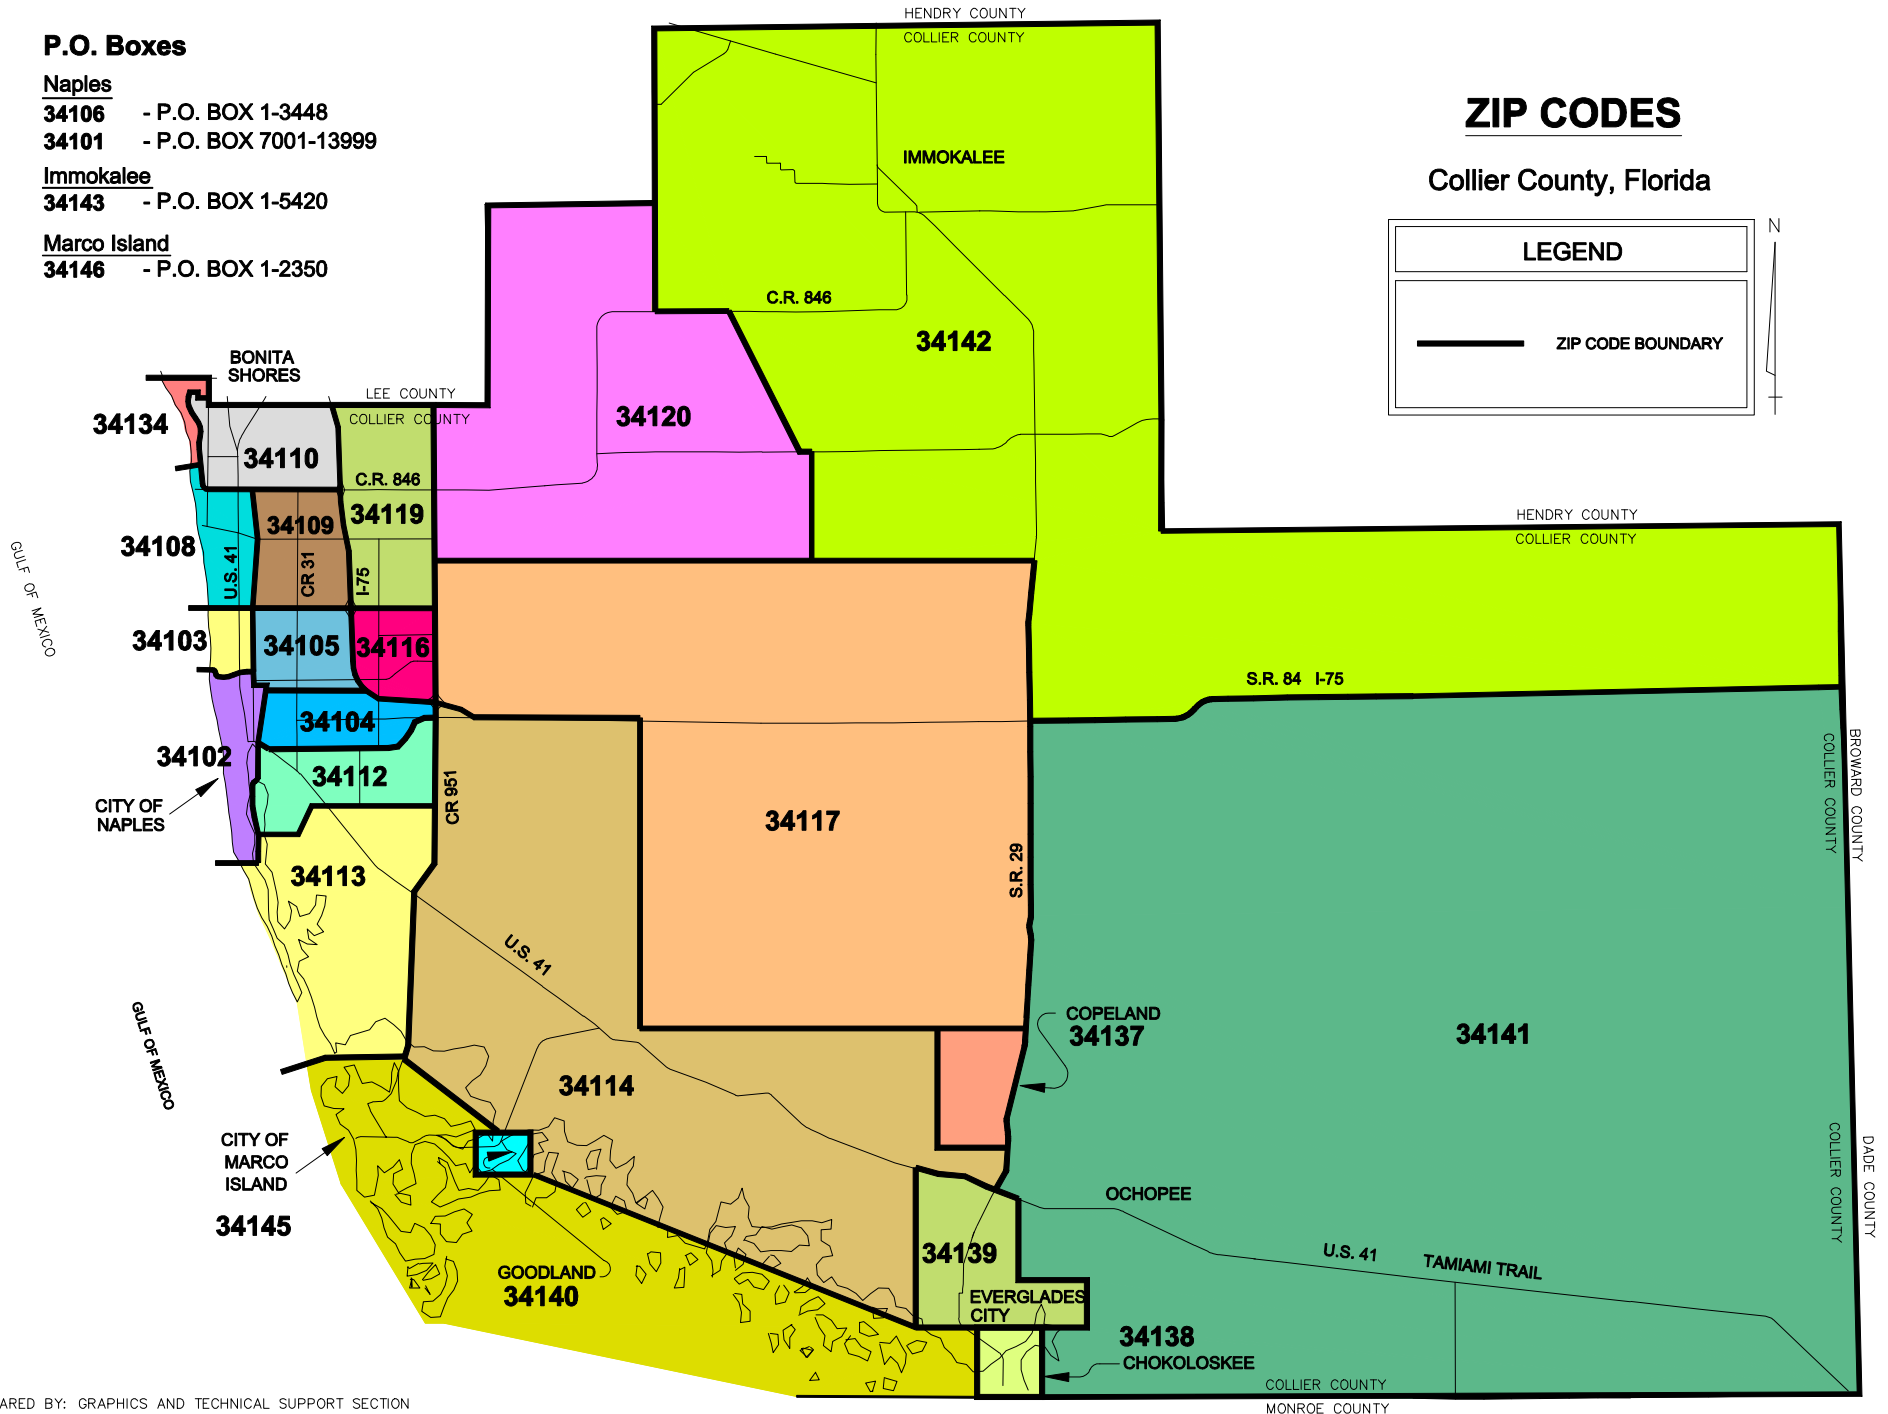 P.O. Boxes
Naples
34106 - P.O. BOX 1-3448
34101 - P.O. BOX 7001-13999
Immokalee
34143 - P.O. BOX 1-5420
Marco Island
34146 - P.O. BOX 1-2350
ZIP CODES
Collier County, Florida
LEGEND
ZIP CODE BOUNDARY
N
HENDRY COUNTY
COLLIER COUNTY
IMMOKALEE
C.R. 846
34142
BONITA
SHORES
LEE COUNTY
COLLIER COUNTY
34134
34120
34110
C.R. 846
34119
34109
34108
U.S. 41
CR 31
I-75
HENDRY COUNTY
COLLIER COUNTY
GULF OF MEXICO
34103
34105
34116
S.R. 84 I-75
34104
34102
34112
CITY OF
NAPLES
CR 951
34117
S.R. 29
BROWARD COUNTY
COLLIER COUNTY
34113
U.S. 41
GULF OF MEXICO
COPELAND
34137
34141
34114
CITY OF
MARCO
ISLAND
34145
OCHOPEE
COLLIER COUNTY
DADE COUNTY
34139
U.S. 41
TAMIAMI TRAIL
GOODLAND
34140
EVERGLADES
CITY
34138
CHOKOLOSKEE
COLLIER COUNTY
MONROE COUNTY
ARED BY: GRAPHICS AND TECHNICAL SUPPORT SECTION